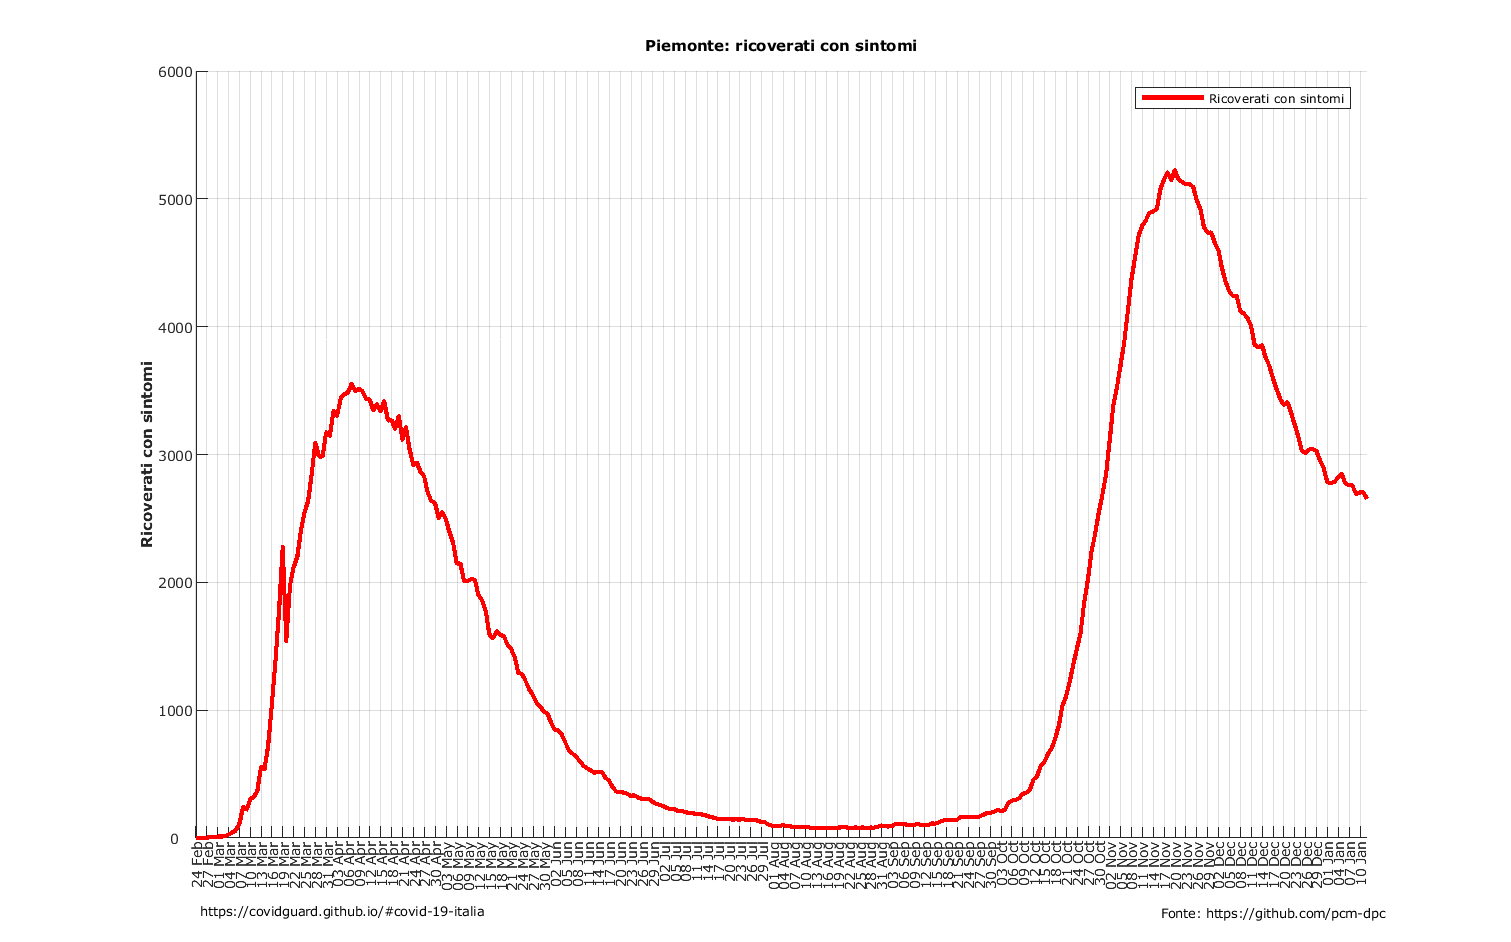 Piemonte: ricoverati con sintomi
Ricoverati con sintomi
6000
5000
4000
3000
2000
1000
0
Ricoverati con sintomi
24 Feb
27 Feb
01 Mar
04 Mar
07 Mar
10 Mar
13 Mar
16 Mar
19 Mar
22 Mar
25 Mar
28 Mar
31 Mar
03 Apr
06 Apr
09 Apr
12 Apr
15 Apr
18 Apr
21 Apr
24 Apr
27 Apr
30 Apr
03 May
06 May
09 May
12 May
15 May
18 May
21 May
24 May
27 May
30 May
02 Jun
05 Jun
08 Jun
11 Jun
14 Jun
17 Jun
20 Jun
23 Jun
26 Jun
29 Jun
02 Jul
05 Jul
08 Jul
11 Jul
14 Jul
17 Jul
20 Jul
23 Jul
26 Jul
29 Jul
01 Aug
04 Aug
07 Aug
10 Aug
13 Aug
16 Aug
19 Aug
22 Aug
25 Aug
28 Aug
31 Aug
03 Sep
06 Sep
09 Sep
12 Sep
15 Sep
18 Sep
21 Sep
24 Sep
27 Sep
30 Sep
03 Oct
06 Oct
09 Oct
12 Oct
15 Oct
18 Oct
21 Oct
24 Oct
27 Oct
30 Oct
02 Nov
05 Nov
08 Nov
11 Nov
14 Nov
17 Nov
20 Nov
23 Nov
26 Nov
29 Nov
02 Dec
05 Dec
08 Dec
11 Dec
14 Dec
17 Dec
20 Dec
23 Dec
26 Dec
29 Dec
01 Jan
04 Jan
07 Jan
10 Jan
https://covidguard.github.io/#covid-19-italia
Fonte: https://github.com/pcm-dpc